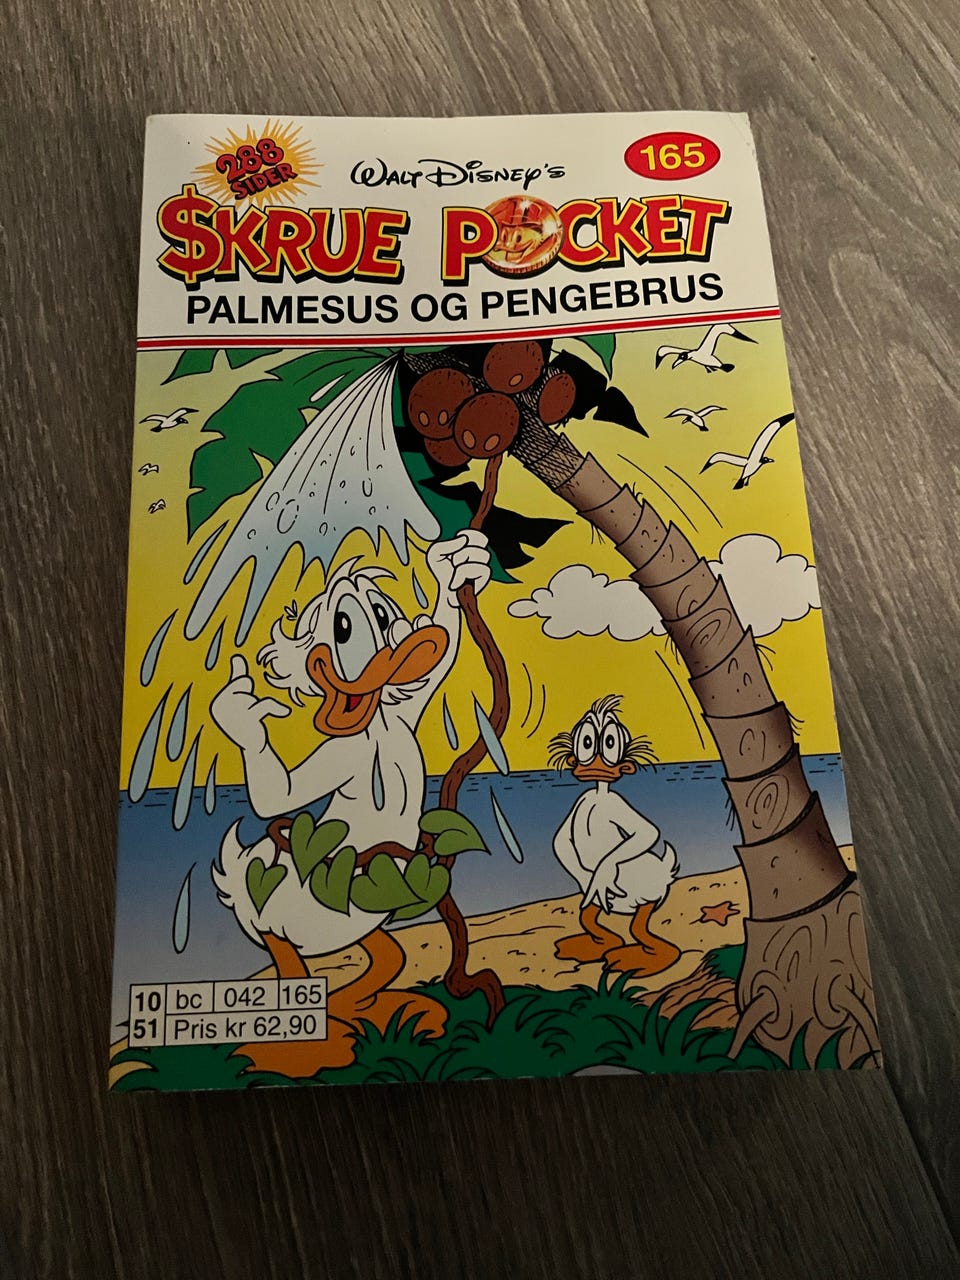 288
SIDER
WALT DISNEY'S
165
$KRUE POCKET
PALMESUS OG PENGEBRUS
10 bc 042 165
51 Pris kr 62,90